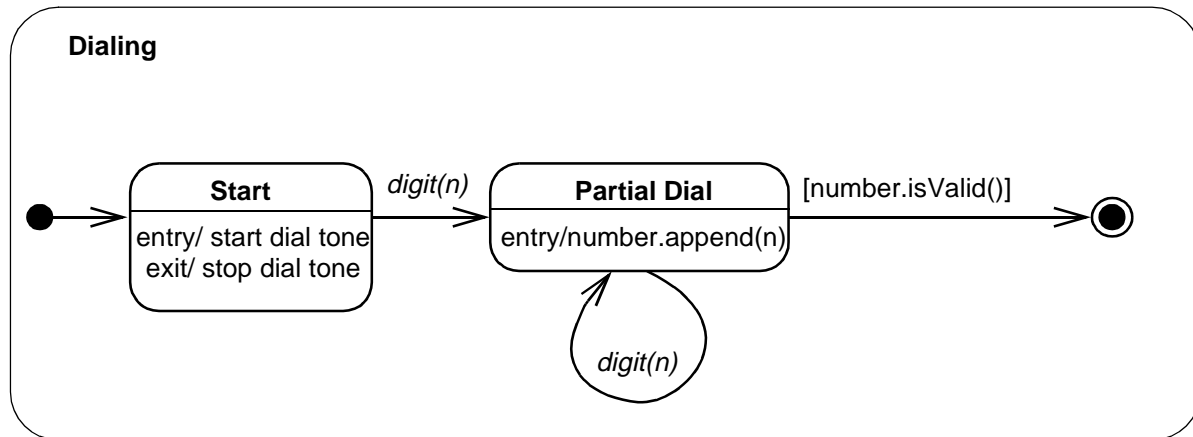 Dialing
Start
entry/ start dial tone
exit/ stop dial tone
digit(n)
Partial Dial
entry/number.append(n)
digit(n)
[number.isValid()]